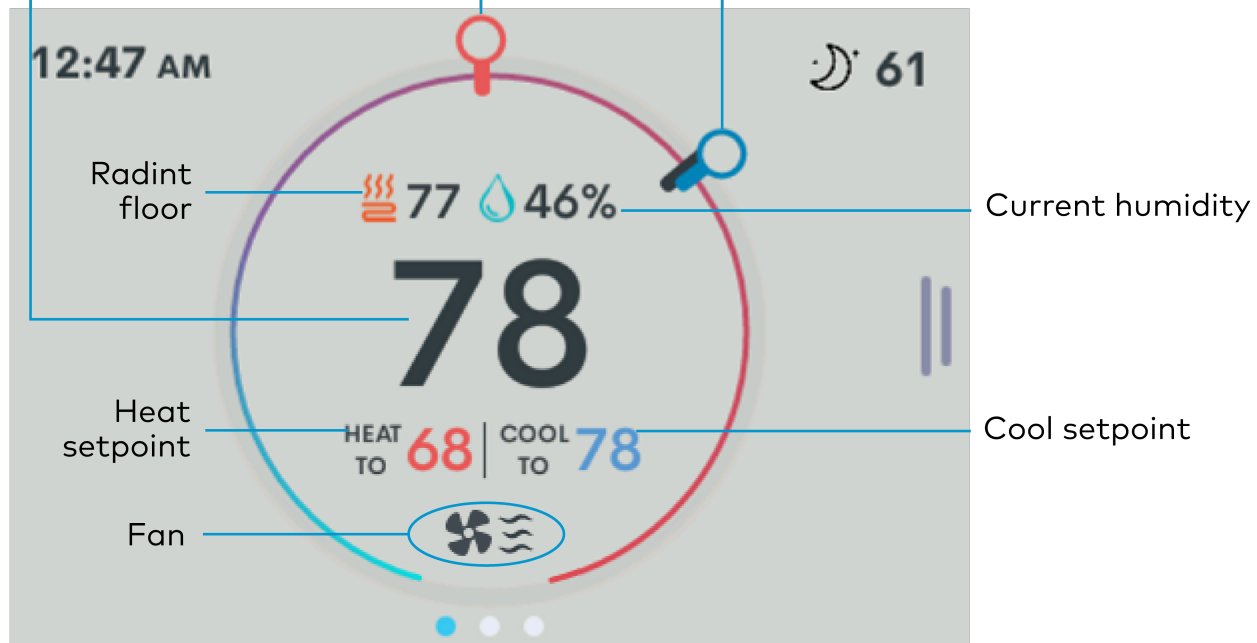 12:47 AM
61
Radint
floor
77
46%
Current humidity
78
Heat
setpoint
HEAT
TO
68
COOL
TO
78
Cool setpoint
Fan